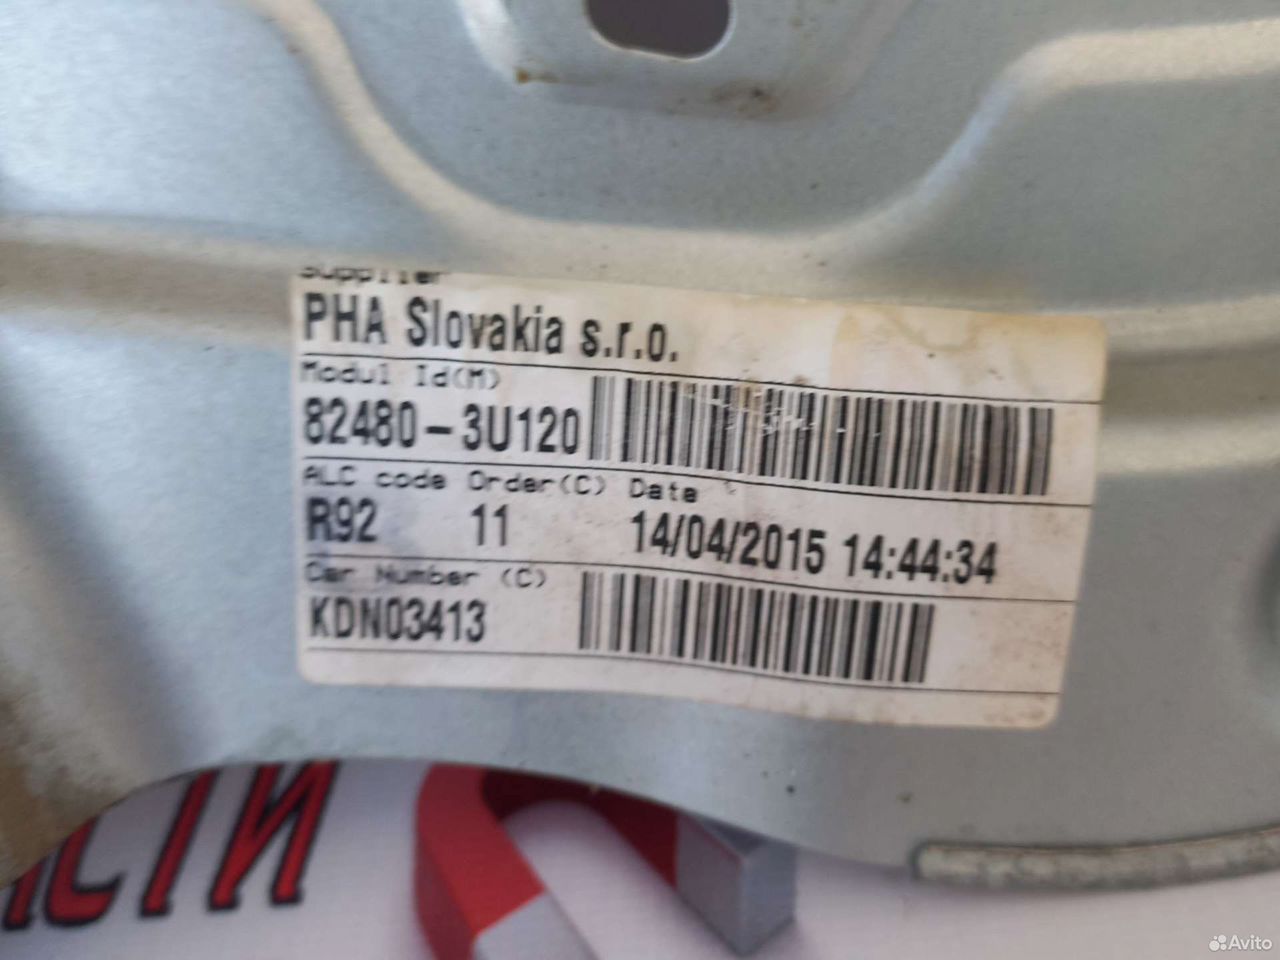 Supplier
PHA Slovakia s.r.o.
Modul Id(M)
82480-3U120
ALC code Order(C) Date
R92 11 14/04/2015 14:44:34
Car Number (C)
KDN03413
АСТИ
Avito